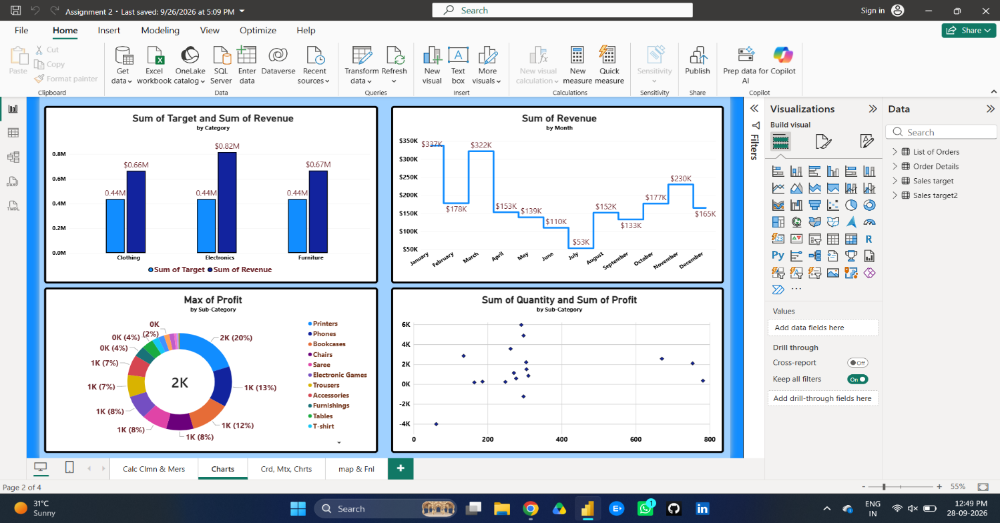 Assignment 2 • Last saved: 9/26/2026 at 5:09 PM
Search
Sign in
File Home Insert Modeling View Optimize Help
Share
Paste
Cut
Copy
Format painter
Clipboard
Get data
Excel workbook
OneLake catalog
SQL Server
Enter data
Dataverse
Recent sources
Data
Transform data
Refresh
Queries
New visual
Text box
More visuals
Insert
New visual calculation
New measure
Quick measure
Calculations
Sensitivity
Sensitivity
Publish
Share
Prep data for AI
Copilot
Copilot
DAX
TMDL
Sum of Target and Sum of Revenue
by Category
0.8M
0.6M
0.4M
0.2M
0.0M
0.44M $0.66M
0.44M $0.82M
0.44M $0.67M
Clothing Electronics Furniture
Sum of Target Sum of Revenue
Sum of Revenue
by Month
$350K
$300K
$250K
$200K
$150K
$100K
$50K
$337K
$178K
$322K
$153K
$139K
$110K
$53K
$152K
$133K
$177K
$230K
$165K
January February March April May June July August September October November December
Max of Profit
by Sub-Category
2K
2K (20%)
1K (13%)
1K (12%)
1K (8%)
1K (8%)
1K (8%)
1K (7%)
1K (7%)
0K (4%)
0K (4%)
0K
(2%)
Printers
Phones
Bookcases
Chairs
Saree
Electronic Games
Trousers
Accessories
Furnishings
Tables
T-shirt
Sum of Quantity and Sum of Profit
by Sub-Category
6K
4K
2K
0K
-2K
-4K
0 200 400 600 800
Filters
Visualizations
Build visual
123
R
Py
Values
Add data fields here
Drill through
Cross-report
Off
Keep all filters
On
Add drill-through fields here
Data
Search
List of Orders
Order Details
Sales target
Sales target2
Calc Clmn & Mers
Charts
Crd, Mtx, Chrts
map & Fnl
Page 2 of 4
55%
31°C
Sunny
Search
1
ENG
IN
12:49 PM
28-09-2026